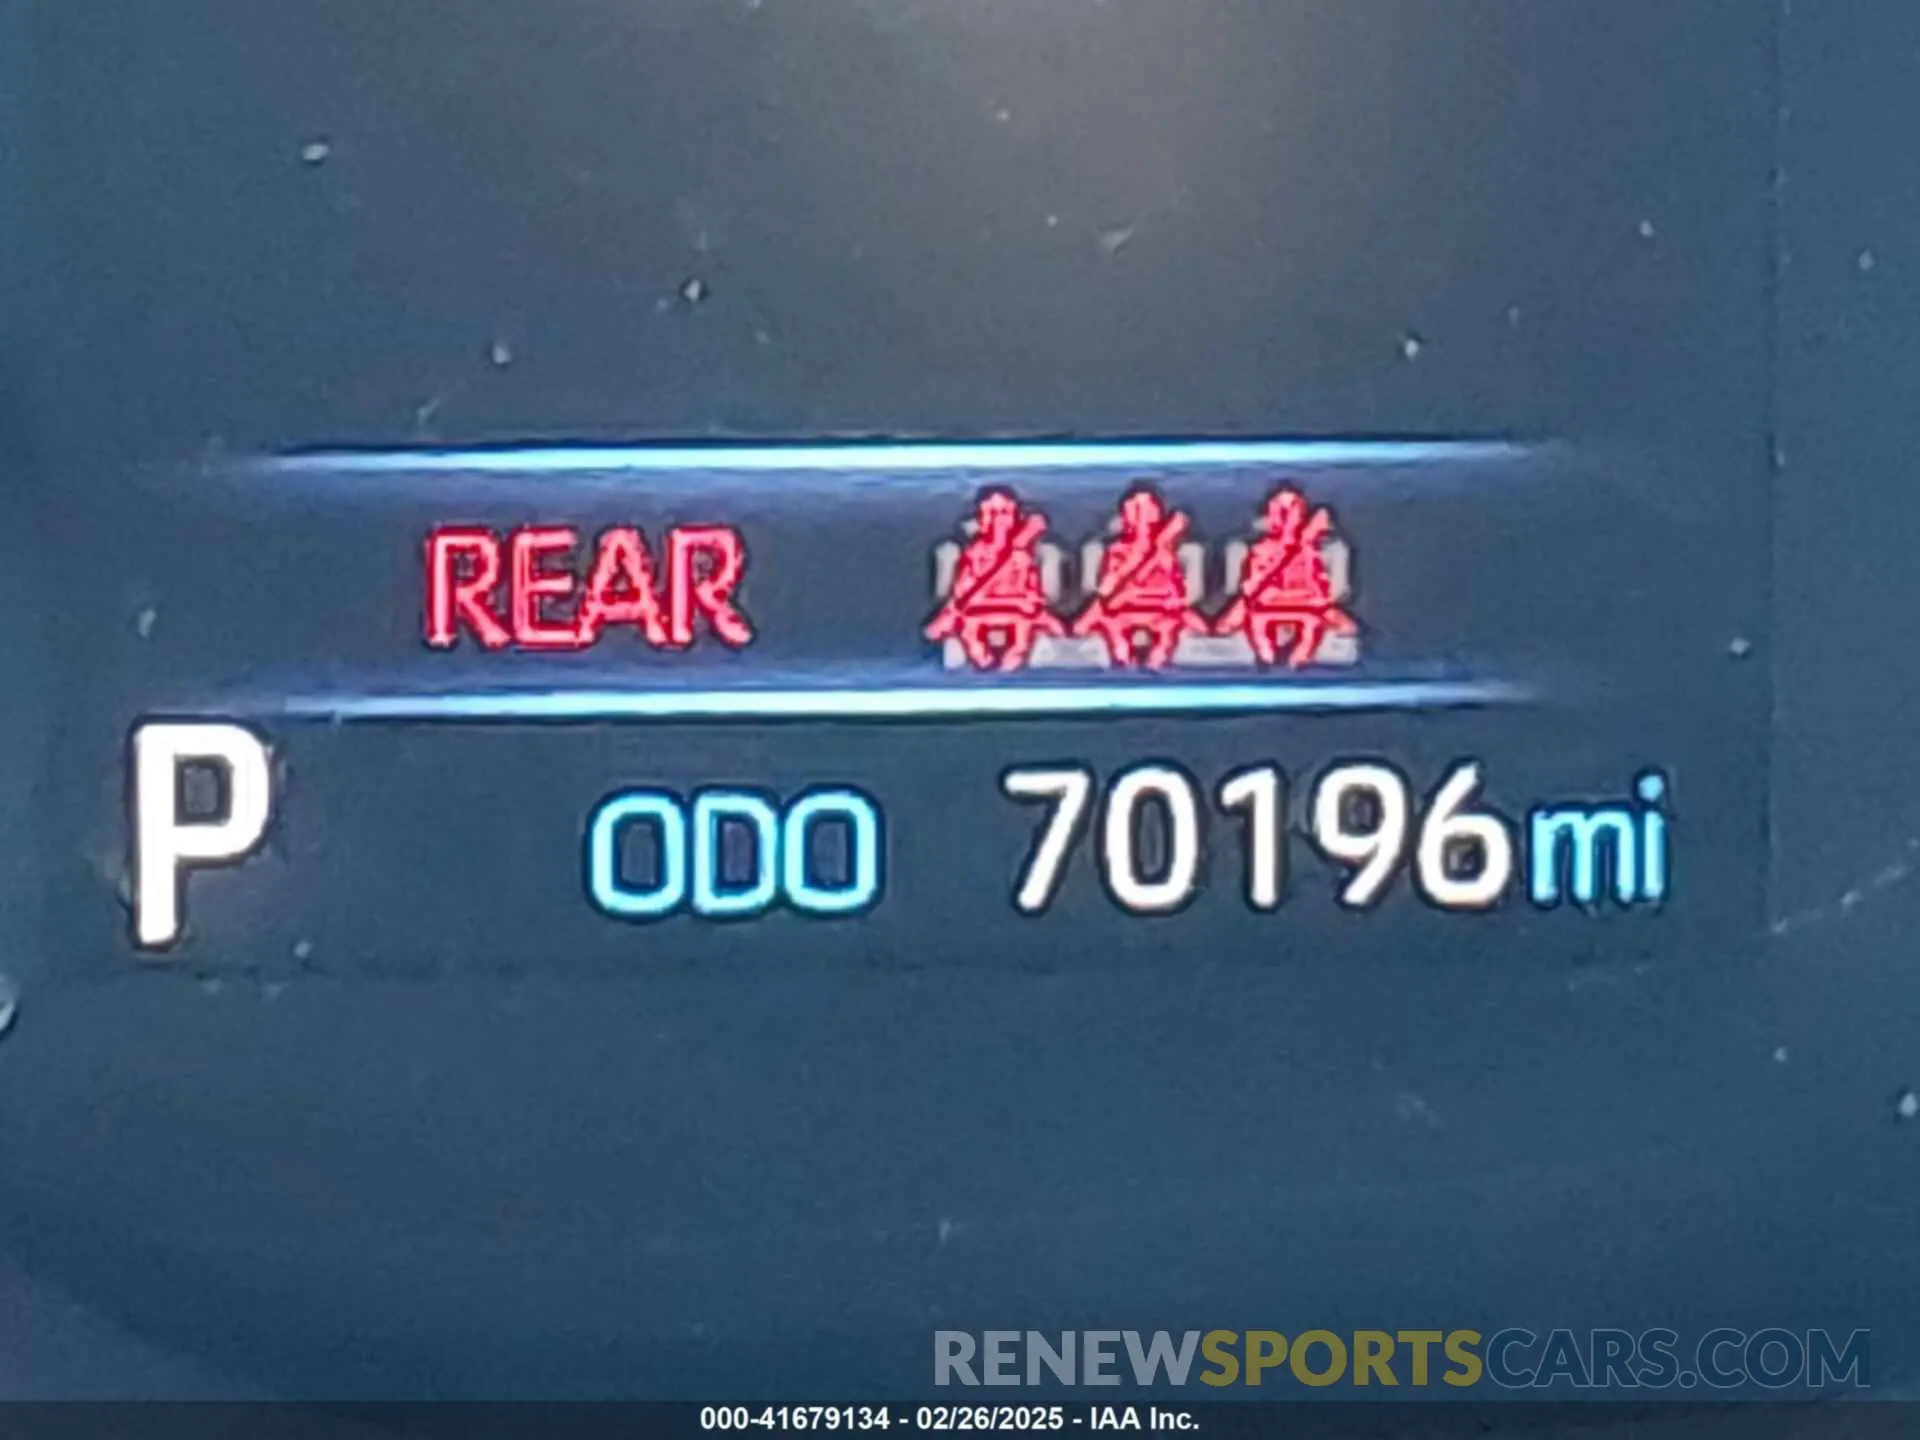 REAR
P ODO 70196mi
RENEWSPORTSCARS.COM
000-41679134 - 02/26/2025 - IAA Inc.